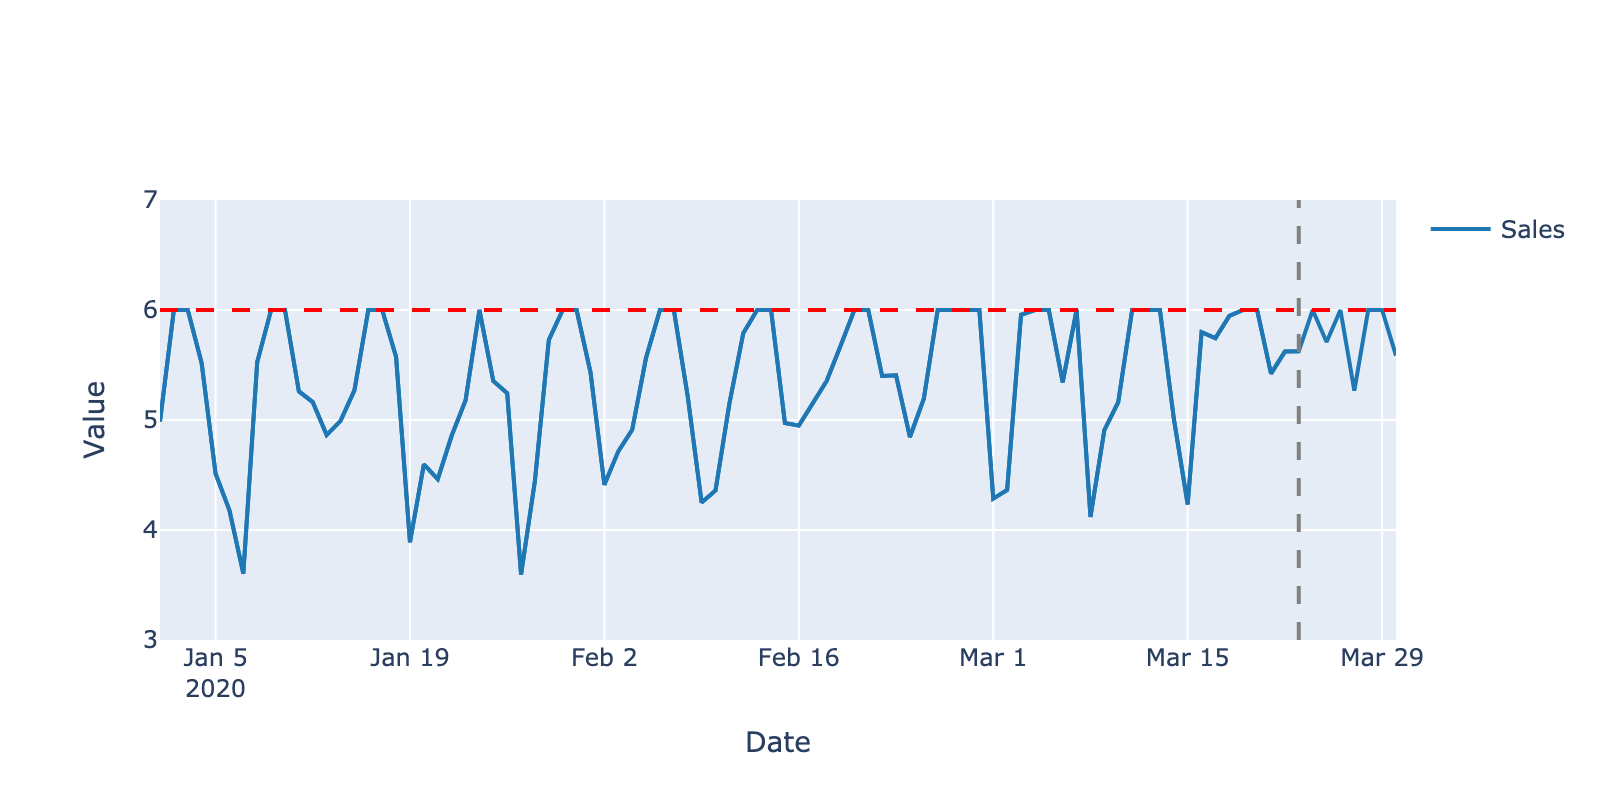 7
6
5
4
3
Value
Jan 5
2020
Jan 19
Feb 2
Feb 16
Mar 1
Mar 15
Mar 29
Date
Sales